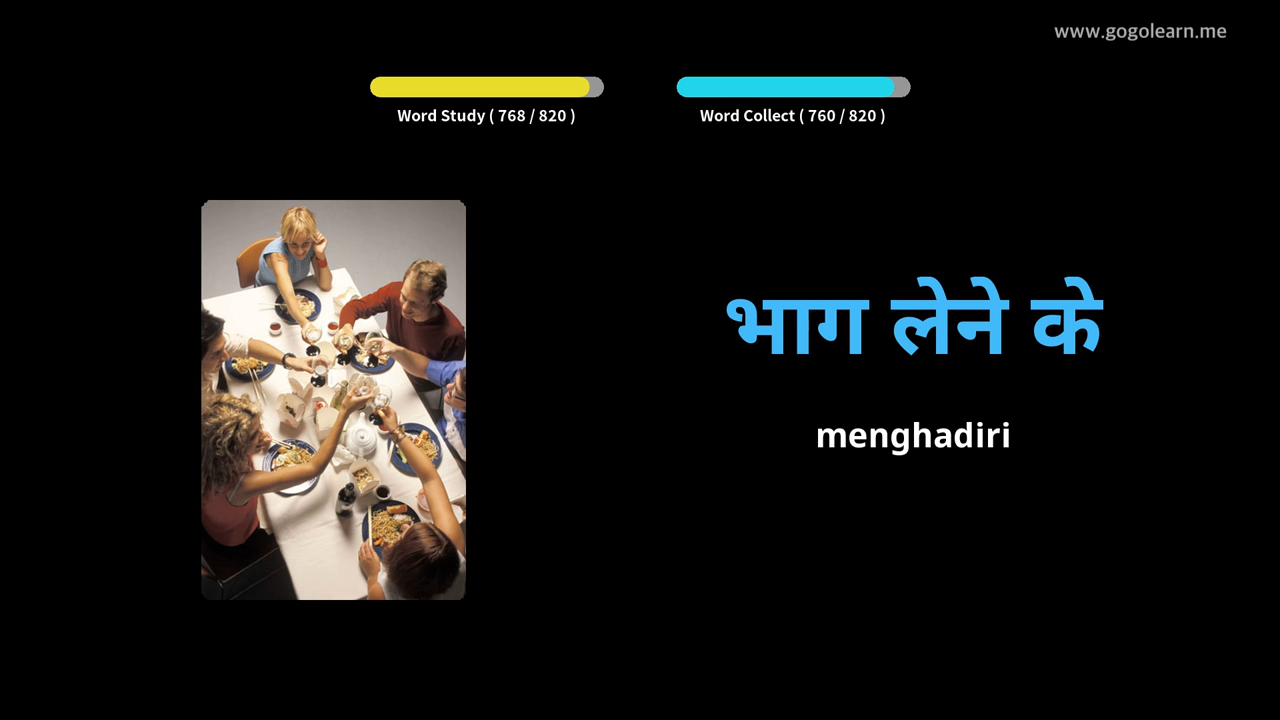 www.gogolearn.me
Word Study ( 768 / 820 )
Word Collect ( 760 / 820 )
भाग लेने के
menghadiri